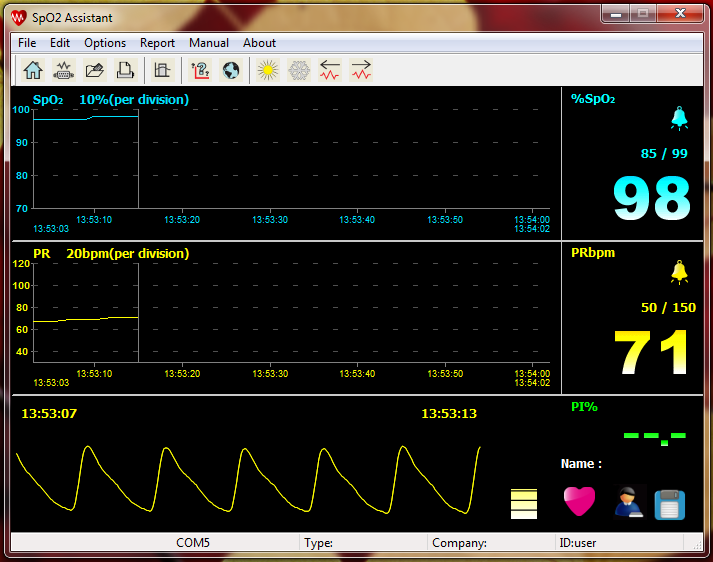 SpO2 Assistant
File Edit Options Report Manual About
SpO₂ 10%(per division)
100
90
80
70
13:53:10 13:53:20 13:53:30 13:53:40 13:53:50 13:54:00
13:53:03 13:54:02
%SpO₂
85 / 99
98
PR 20bpm(per division)
120
100
80
60
40
13:53:10 13:53:20 13:53:30 13:53:40 13:53:50 13:54:00
13:53:03 13:54:02
PRbpm
50 / 150
71
13:53:07 13:53:13
PI%
--.-
Name :
COM5 Type: Company: ID:user